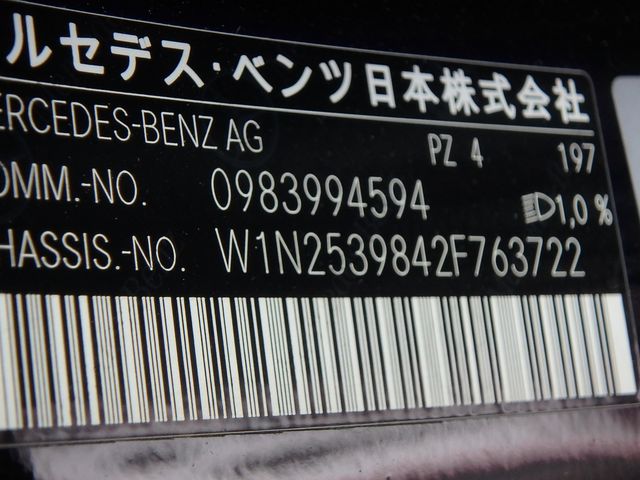 ルセデス・ベンツ日本株式会社
ERCEDES-BENZ AG PZ 4 197
OMM.-NO. 0983994594 1,0 %
HASSIS.-NO. W1N2539842F763722